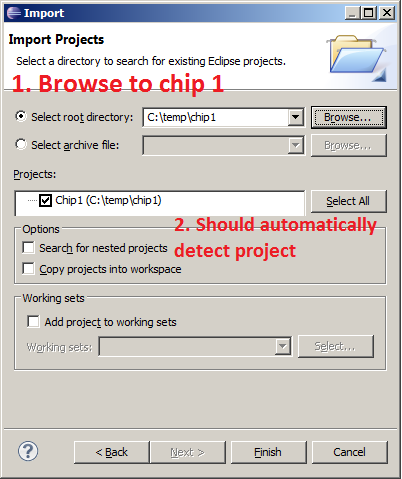 Import
Import Projects
Select a directory to search for existing Eclipse projects.
1. Browse to chip 1
Select root directory: C:\temp\chip1 Browse...
Select archive file: Browse...
Projects:
Chip1 (C:\temp\chip1) Select All
2. Should automatically
detect project
Options
Search for nested projects
Copy projects into workspace
Working sets
Add project to working sets
Working sets: Select...
? < Back Next > Finish Cancel